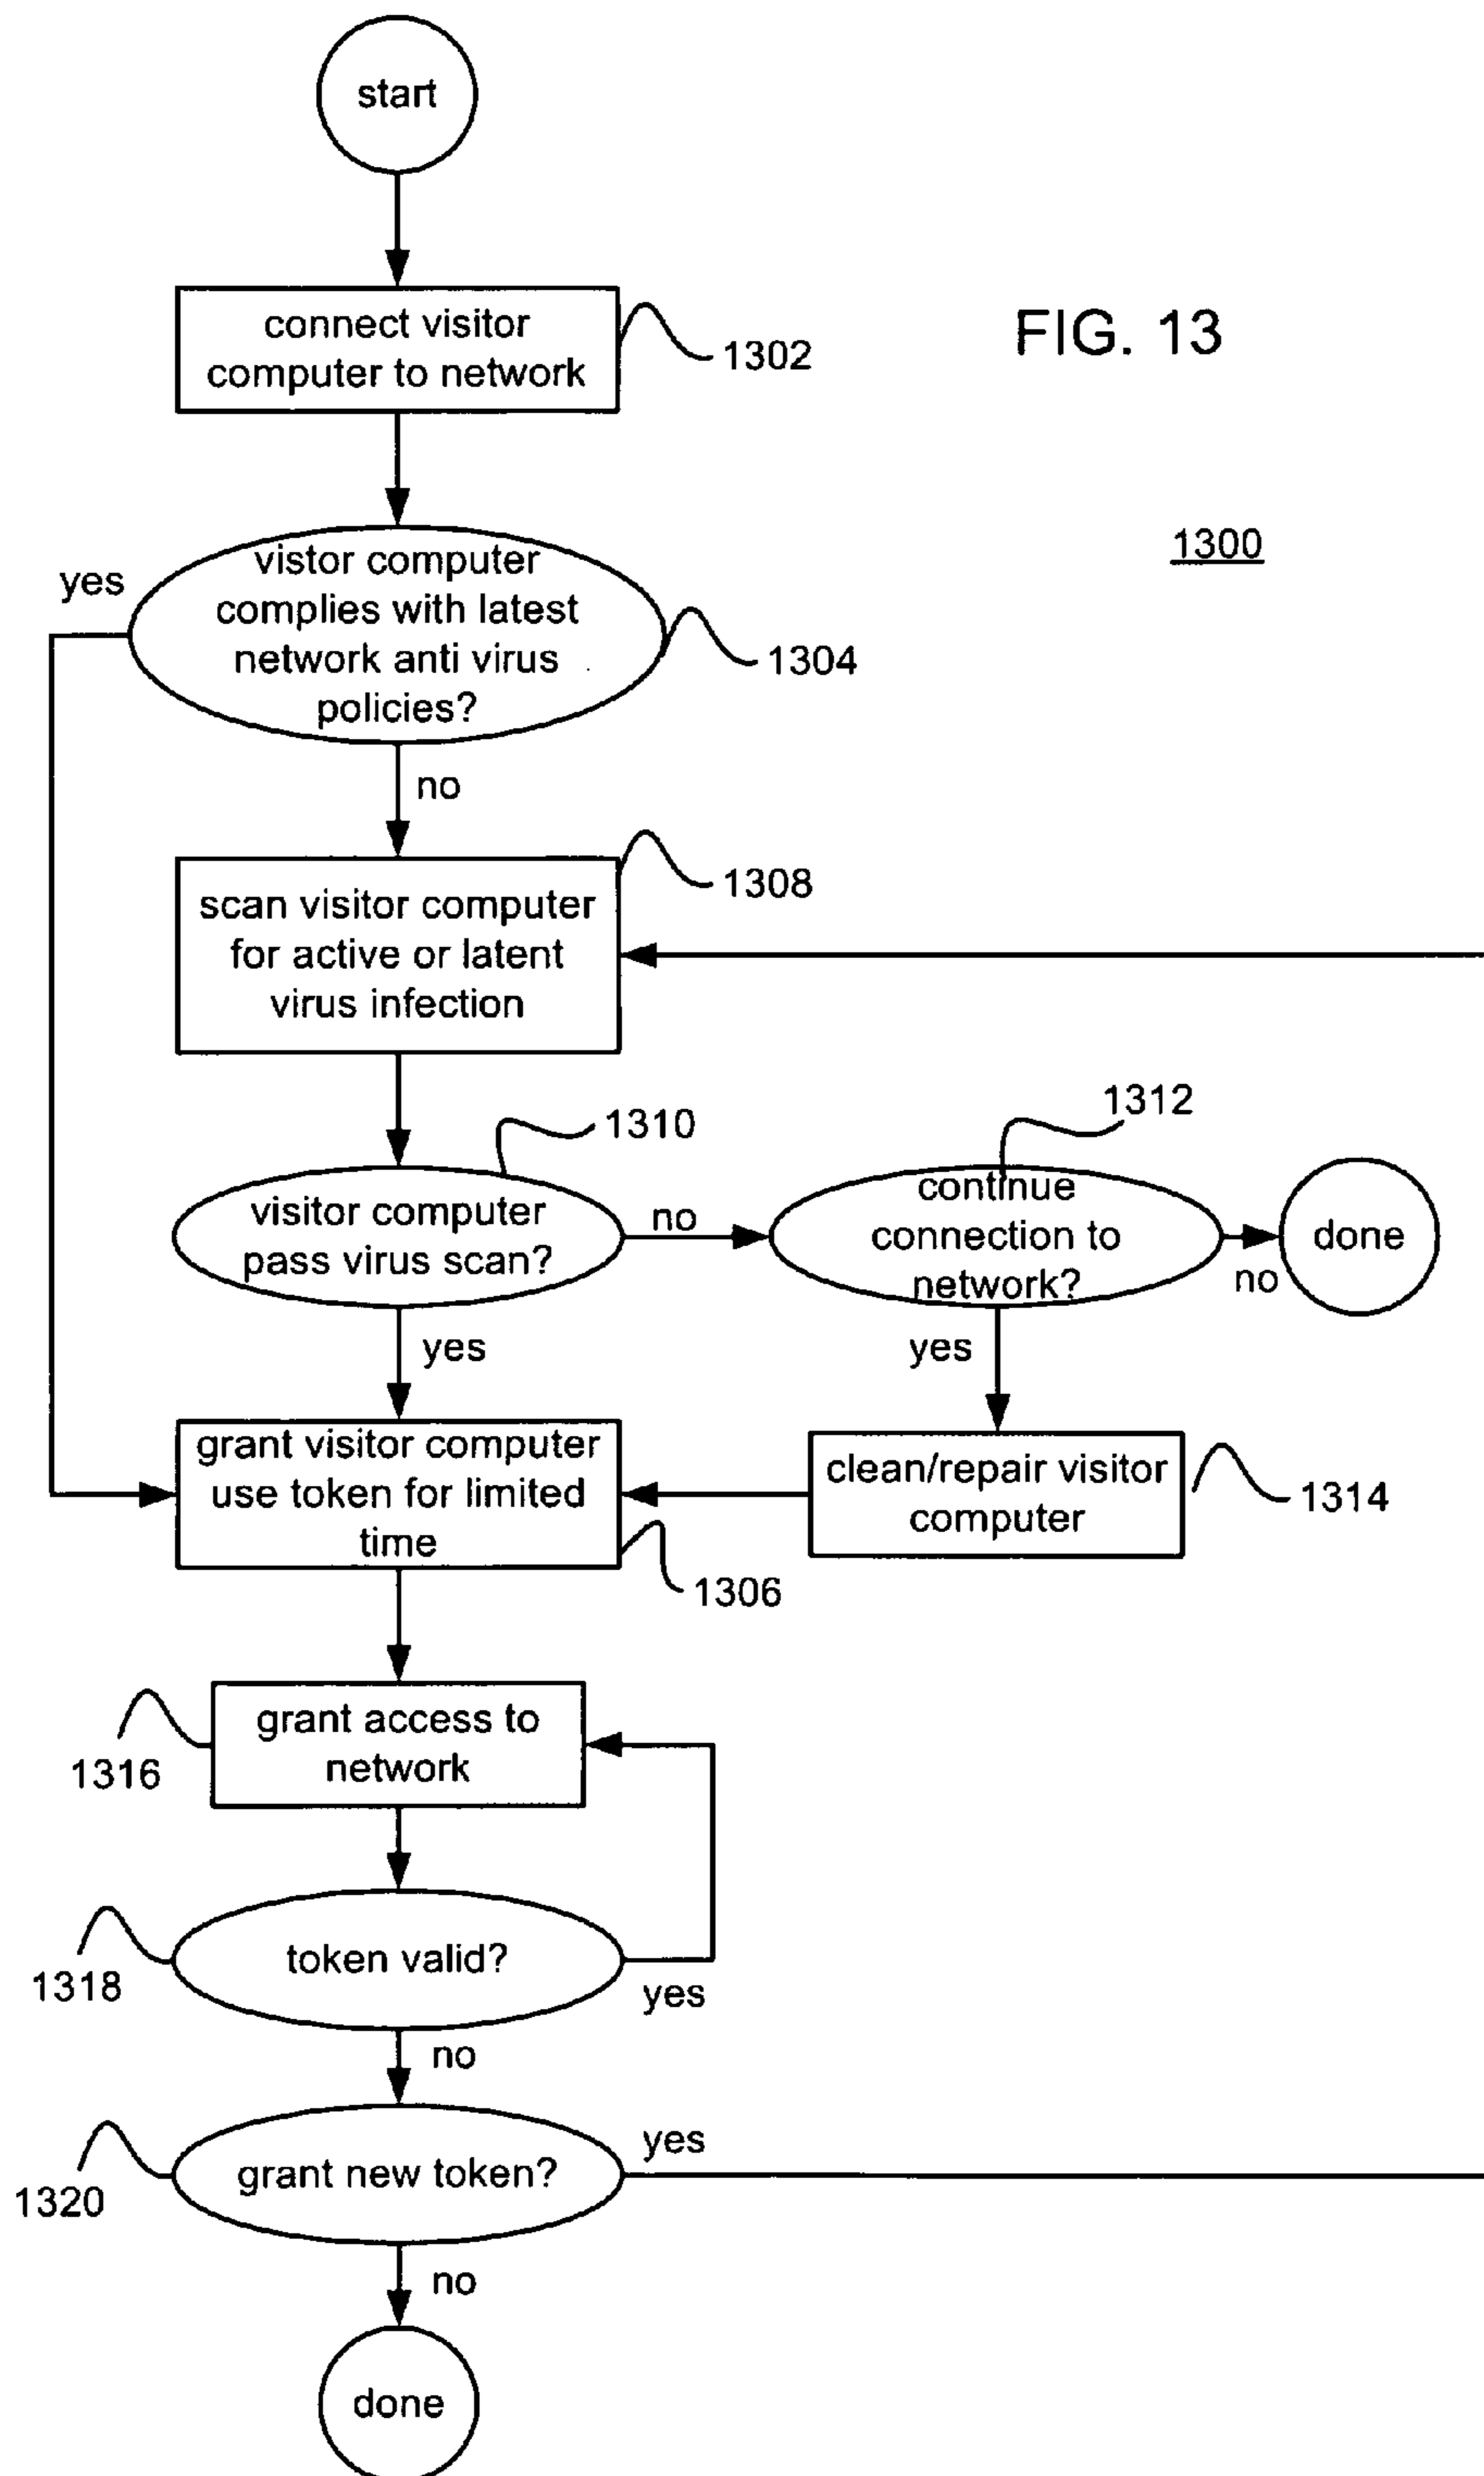 start
connect visitor
computer to network
1302
FIG. 13
1300
yes
vistor computer
complies with latest
network anti virus
policies?
1304
no
scan visitor computer
for active or latent
virus infection
1308
1310
1312
visitor computer
pass virus scan?
no
continue
connection to
network?
no
done
yes
yes
grant visitor computer
use token for limited
time
1306
clean/repair visitor
computer
1314
grant access to
network
1316
token valid?
1318
yes
no
grant new token?
1320
yes
no
done